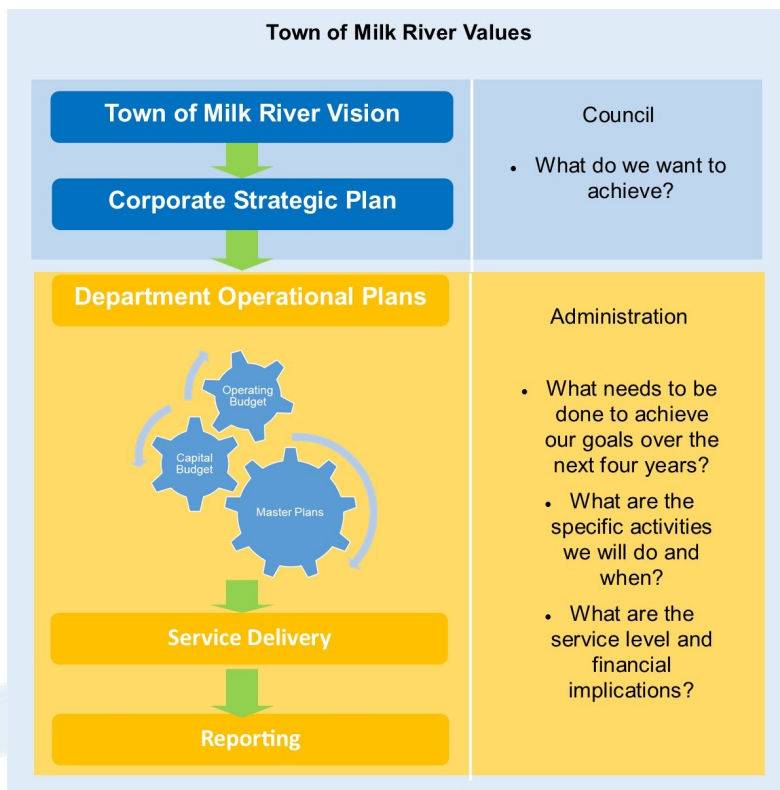 Town of Milk River Values
Town of Milk River Vision
Corporate Strategic Plan
Council
• What do we want to
achieve?
Department Operational Plans
Operating
Budget
Capital
Budget
Master Plans
Service Delivery
Reporting
Administration
• What needs to be
done to achieve
our goals over the
next four years?
• What are the
specific activities
we will do and
when?
• What are the
service level and
financial
implications?